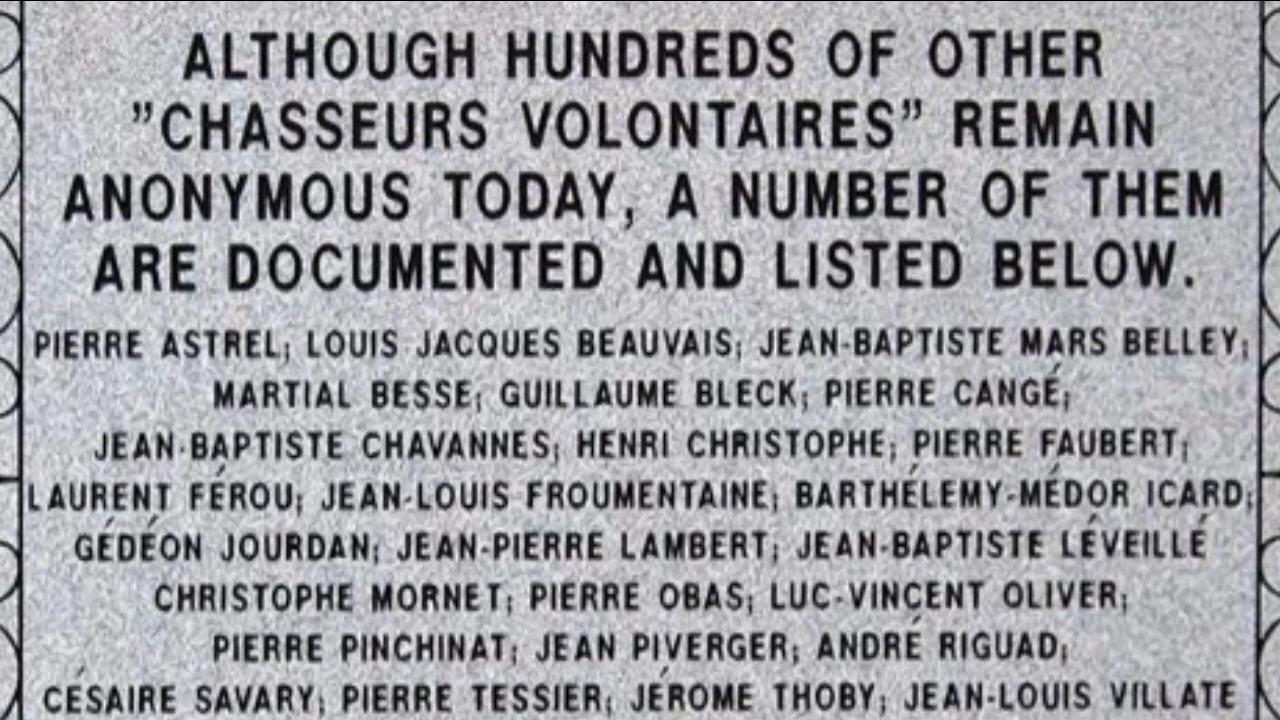 ALTHOUGH HUNDREDS OF OTHER
"CHASSEURS VOLONTAIRES" REMAIN
ANONYMOUS TODAY, A NUMBER OF THEM
ARE DOCUMENTED AND LISTED BELOW.
PIERRE ASTREL; LOUIS JACQUES BEAUVAIS; JEAN-BAPTISTE MARS BELLEY;
MARTIAL BESSE; GUILLAUME BLECK; PIERRE CANGÉ;
JEAN-BAPTISTE CHAVANNES; HENRI CHRISTOPHE; PIERRE FAUBERT;
LAURENT FÉROU; JEAN-LOUIS FROUMENTAINE; BARTHÉLEMY-MÉDOR ICARD;
GÉDÉON JOURDAN; JEAN-PIERRE LAMBERT; JEAN-BAPTISTE LÉVEILLÉ
CHRISTOPHE MORNET; PIERRE OBAS; LUC-VINCENT OLIVER;
PIERRE PINCHINAT; JEAN PIVERGER; ANDRÉ RIGUAD;
CÉSAIRE SAVARY; PIERRE TESSIER; JÉROME THOBY; JEAN-LOUIS VILLATE